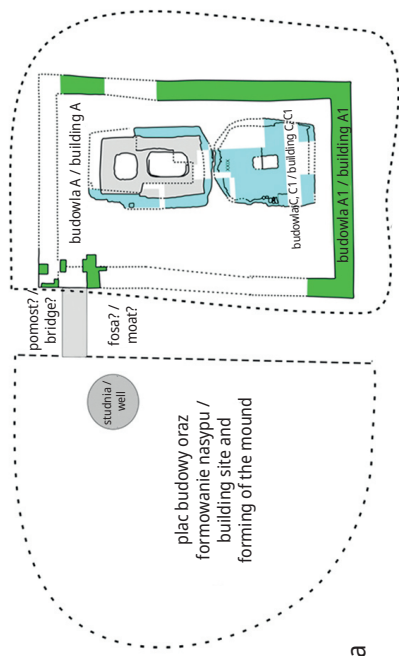 budowla A / building A
budowla C, C1 / building C, C1
budowla A1 / building A1
pomost? /
bridge?
fosa? /
moat?
studnia /
well
plac budowy oraz
formowanie nasypu /
building site and
forming of the mound
a